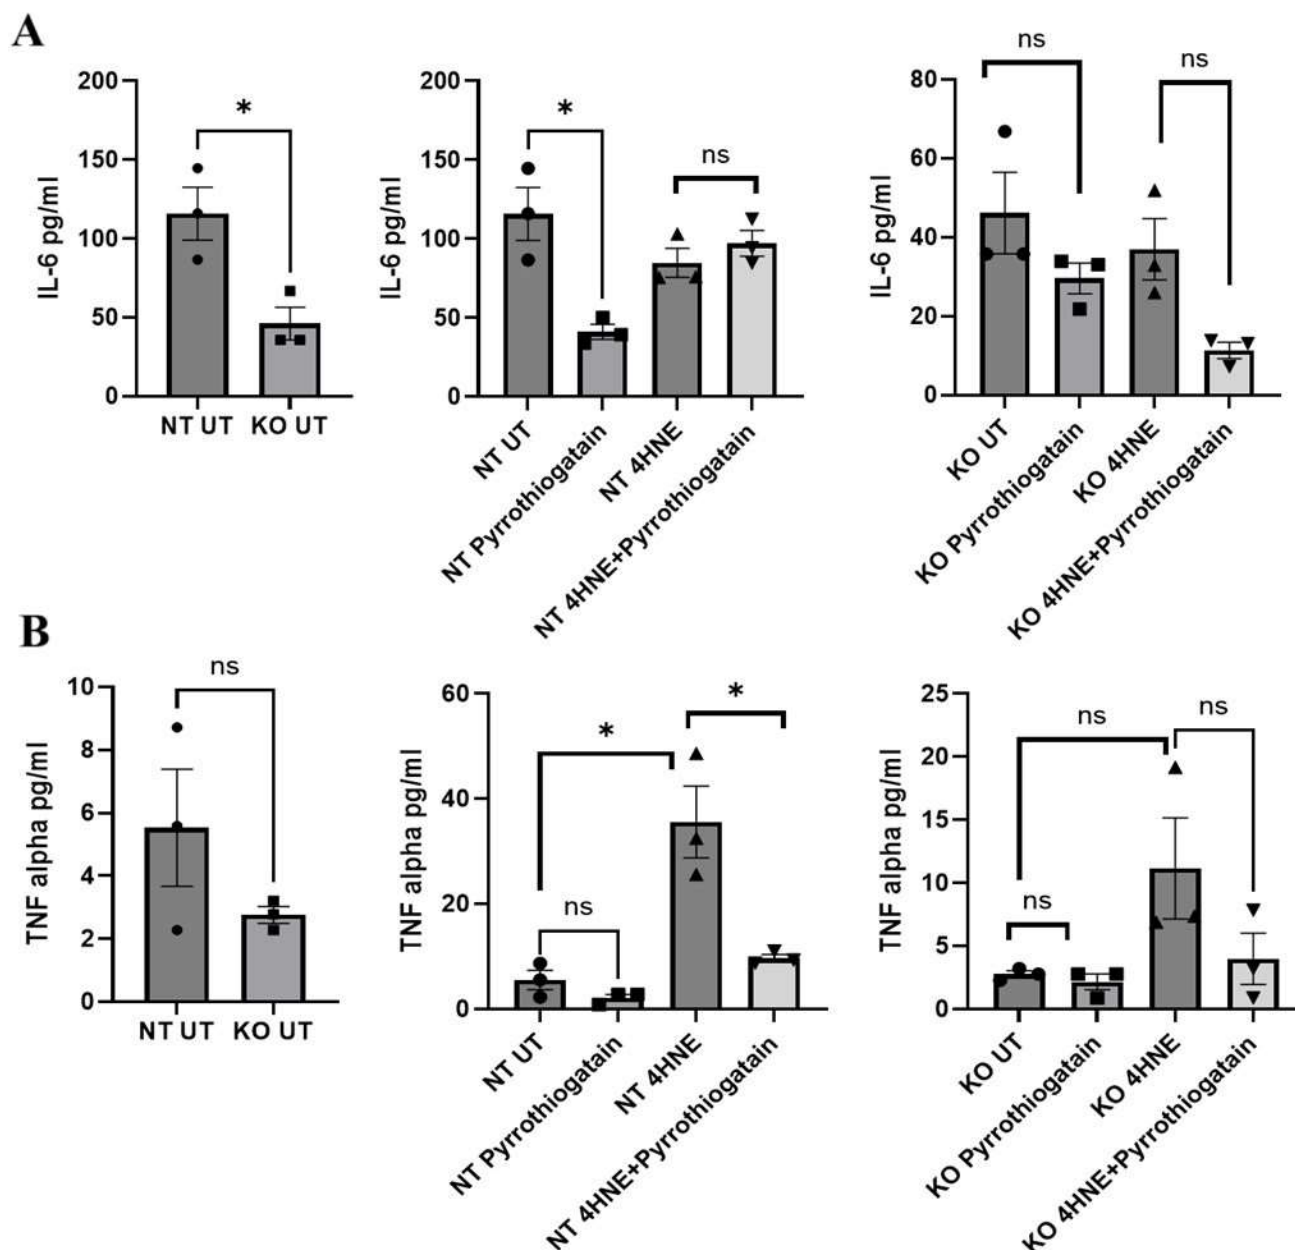 A
*
200
150
100
50
0
IL-6 pg/ml
NT UT
KO UT
*
ns
200
150
100
50
0
IL-6 pg/ml
NT UT
NT Pyrrothiogatain
NT 4HNE
NT 4HNE+Pyrrothiogatain
ns
ns
80
60
40
20
0
IL-6 pg/ml
KO UT
KO Pyrrothiogatain
KO 4HNE
KO 4HNE+Pyrrothiogatain
B
ns
10
8
6
4
2
0
TNF alpha pg/ml
NT UT
KO UT
*
*
ns
60
40
20
0
TNF alpha pg/ml
NT UT
NT Pyrrothiogatain
NT 4HNE
NT 4HNE+Pyrrothiogatain
ns
ns
ns
25
20
15
10
5
0
TNF alpha pg/ml
KO UT
KO Pyrrothiogatain
KO 4HNE
KO 4HNE+Pyrrothiogatain